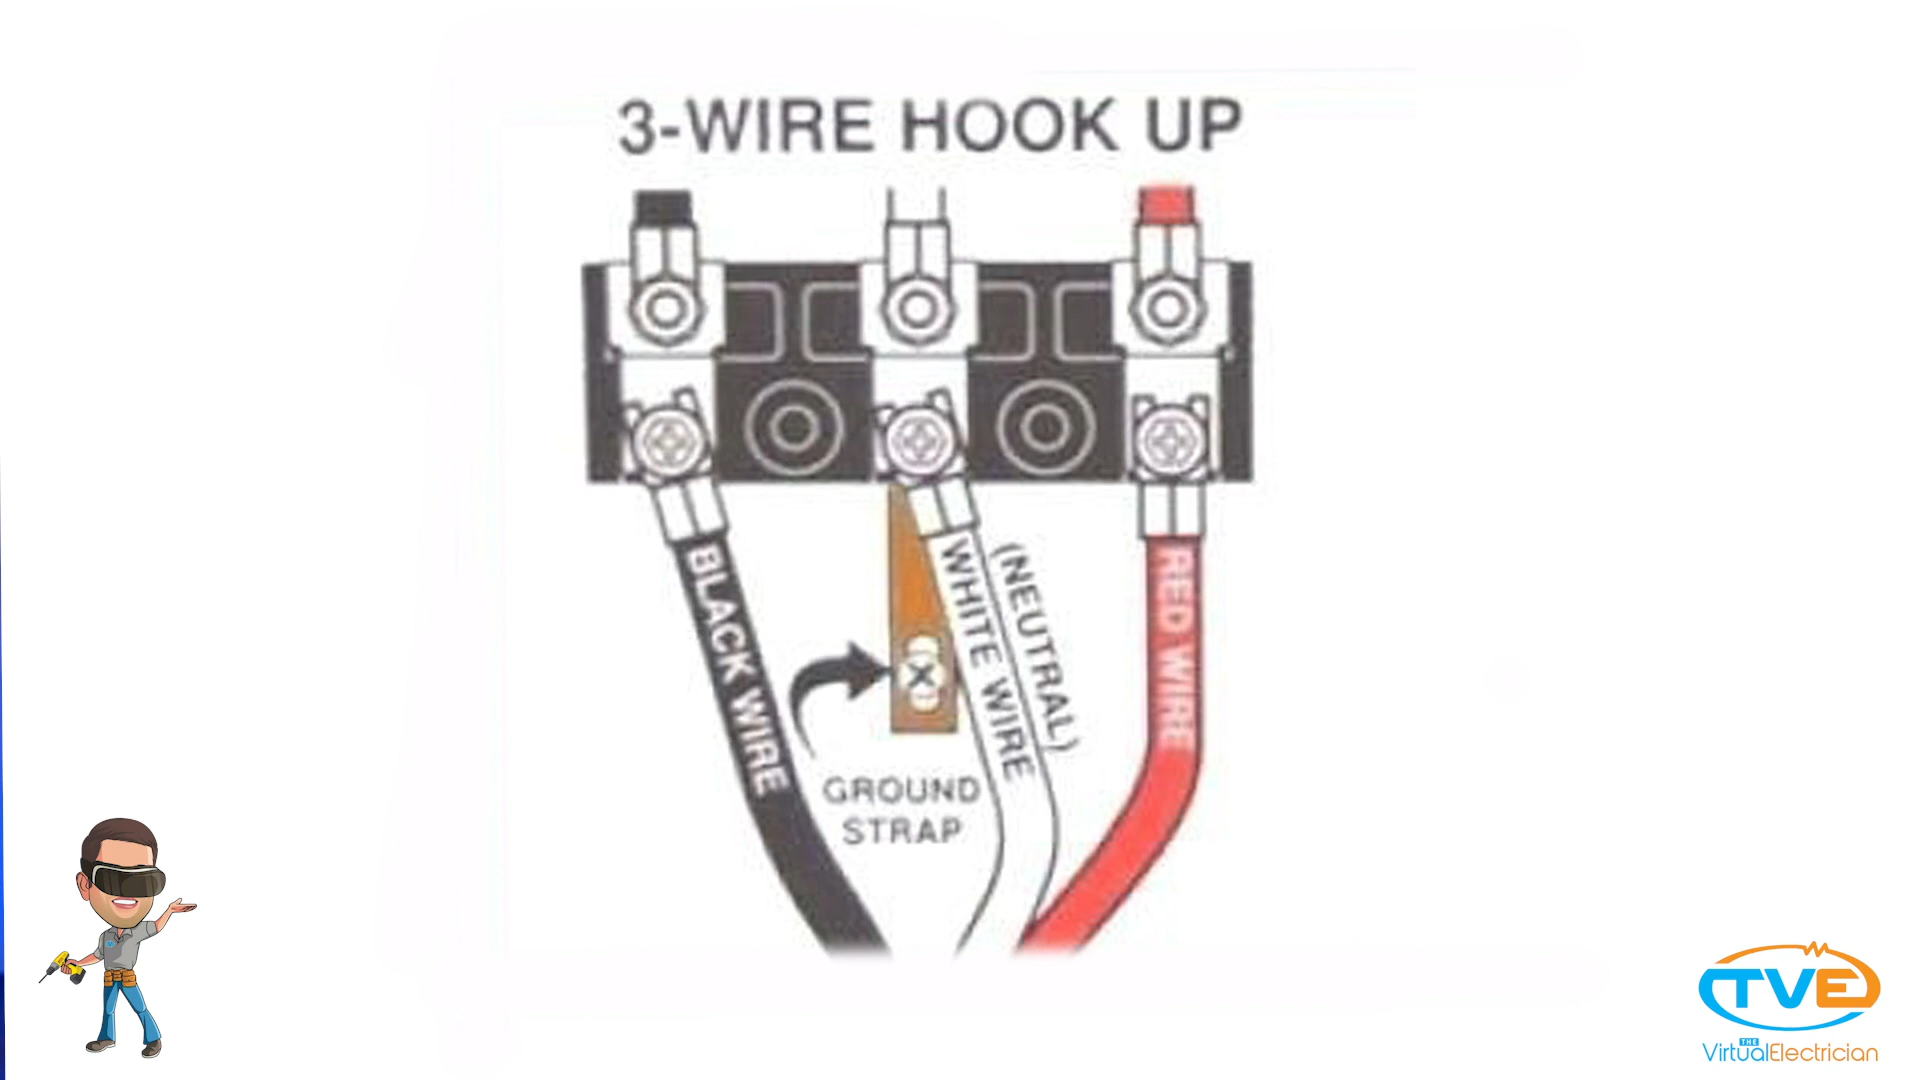 3-WIRE HOOK UP
BLACK WIRE
WHITE WIRE
(NEUTRAL)
RED WIRE
GROUND
STRAP
TVE
THE
VirtualElectrician